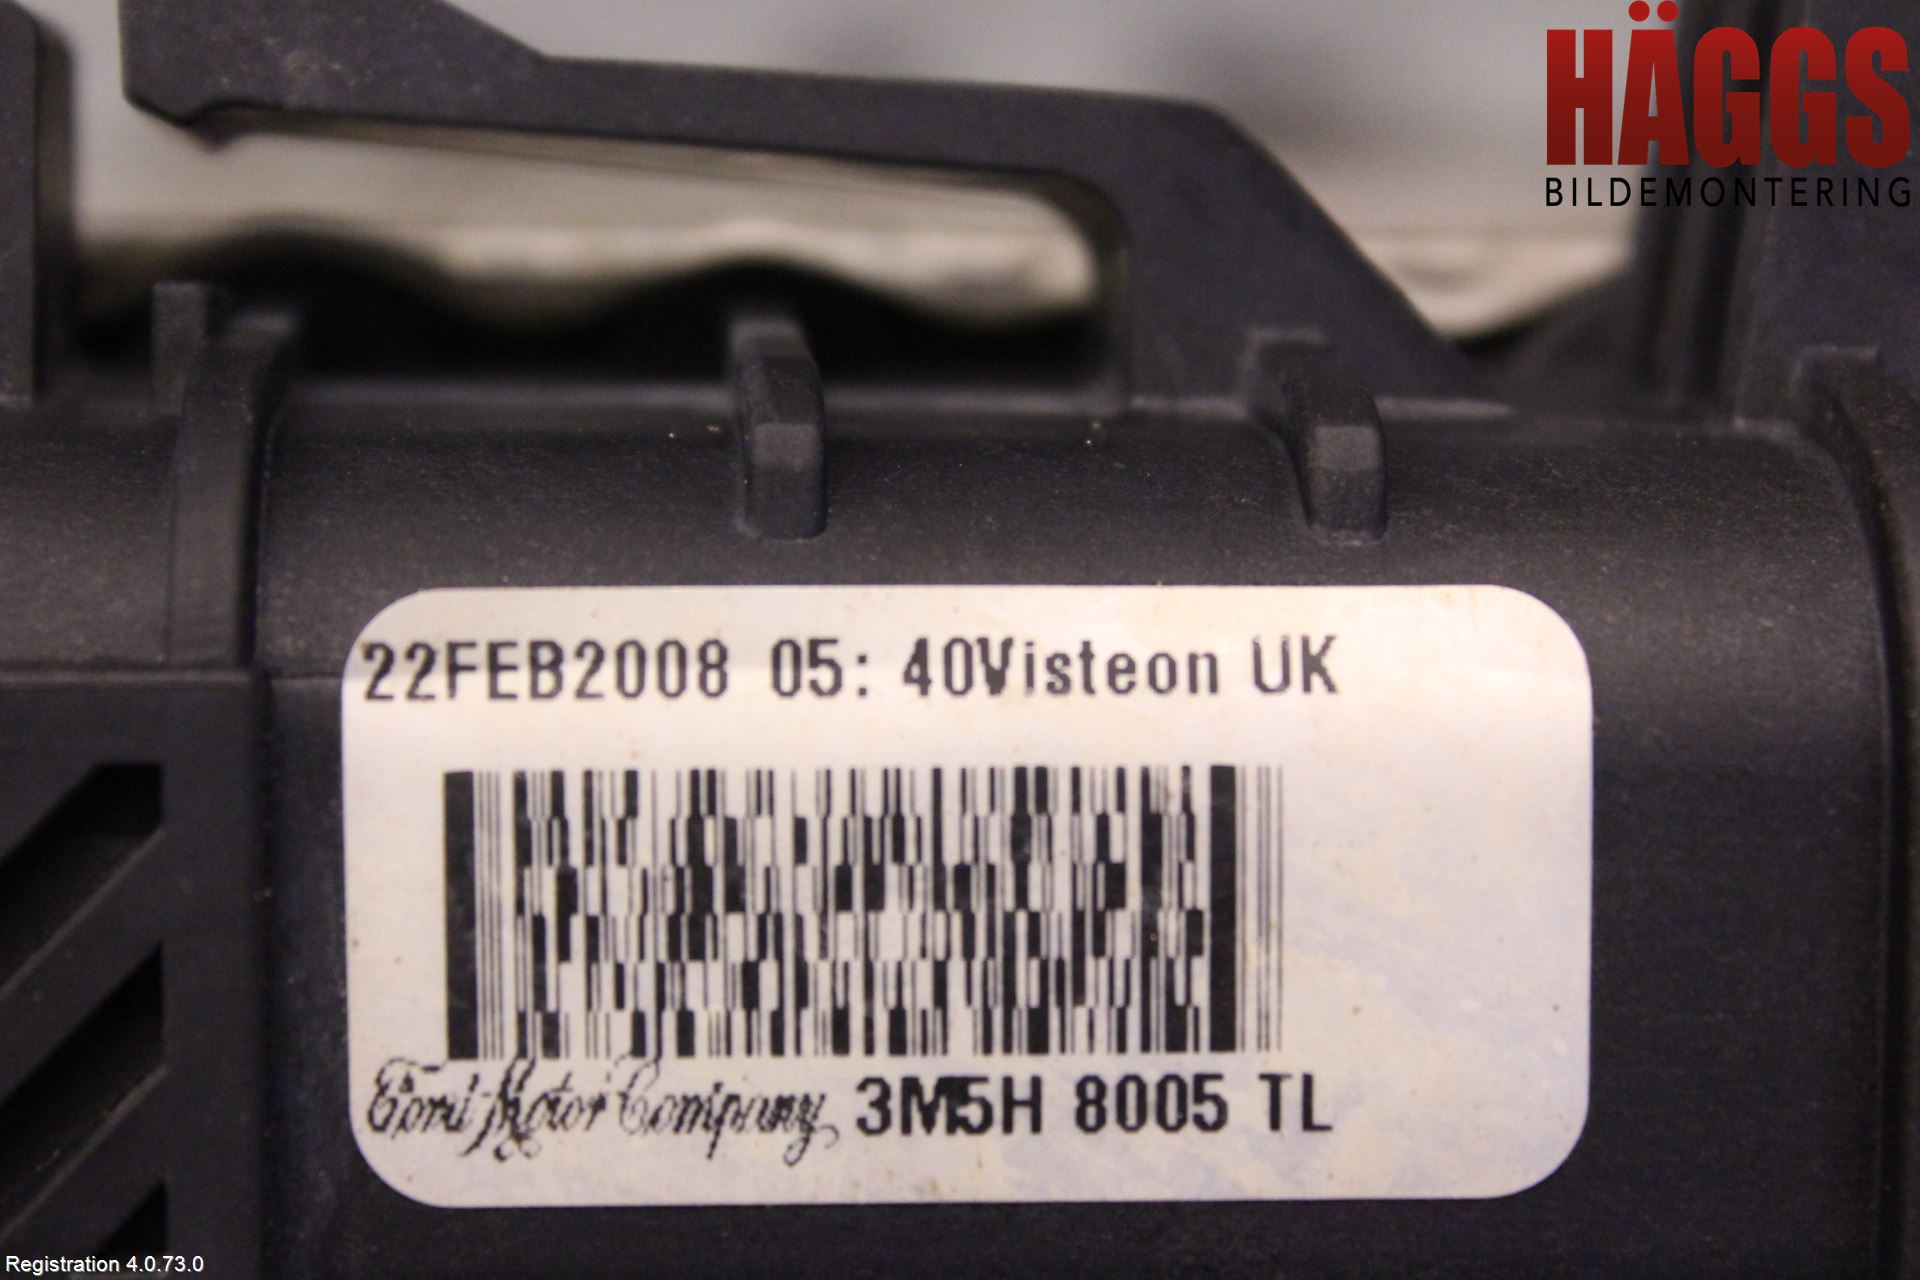 HÄGGS
BILDEMONTERING
22FEB2008 05: 40Visteon UK
Ford Motor Company 3M5H 8005 TL
Registration 4.0.73.0